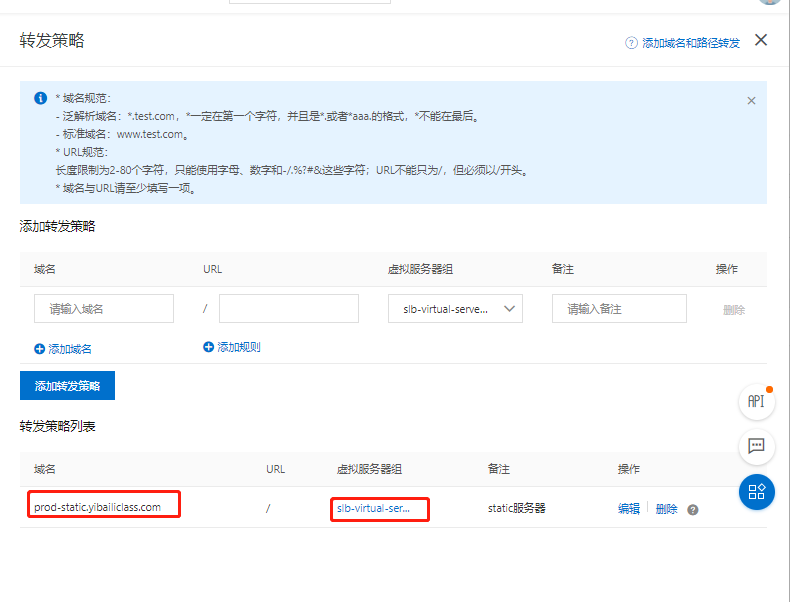 转发策略
添加域名和路径转发
* 域名规范:
- 泛解析域名：*.test.com，*一定在第一个字符，并且是*.或者*aaa.的格式，*不能在最后。
- 标准域名：www.test.com。
* URL规范:
长度限制为2-80个字符，只能使用字母、数字和-/.%?#&这些字符；URL不能只为/，但必须以/开头。
* 域名与URL请至少填写一项。
添加转发策略
域名 URL 虚拟服务器组 备注 操作
请输入域名 / slb-virtual-serve... 请输入备注 删除
添加域名 添加规则
添加转发策略
API
转发策略列表
域名 URL 虚拟服务器组 备注 操作
prod-static.yibailiclass.com / slb-virtual-ser... static服务器 编辑 删除